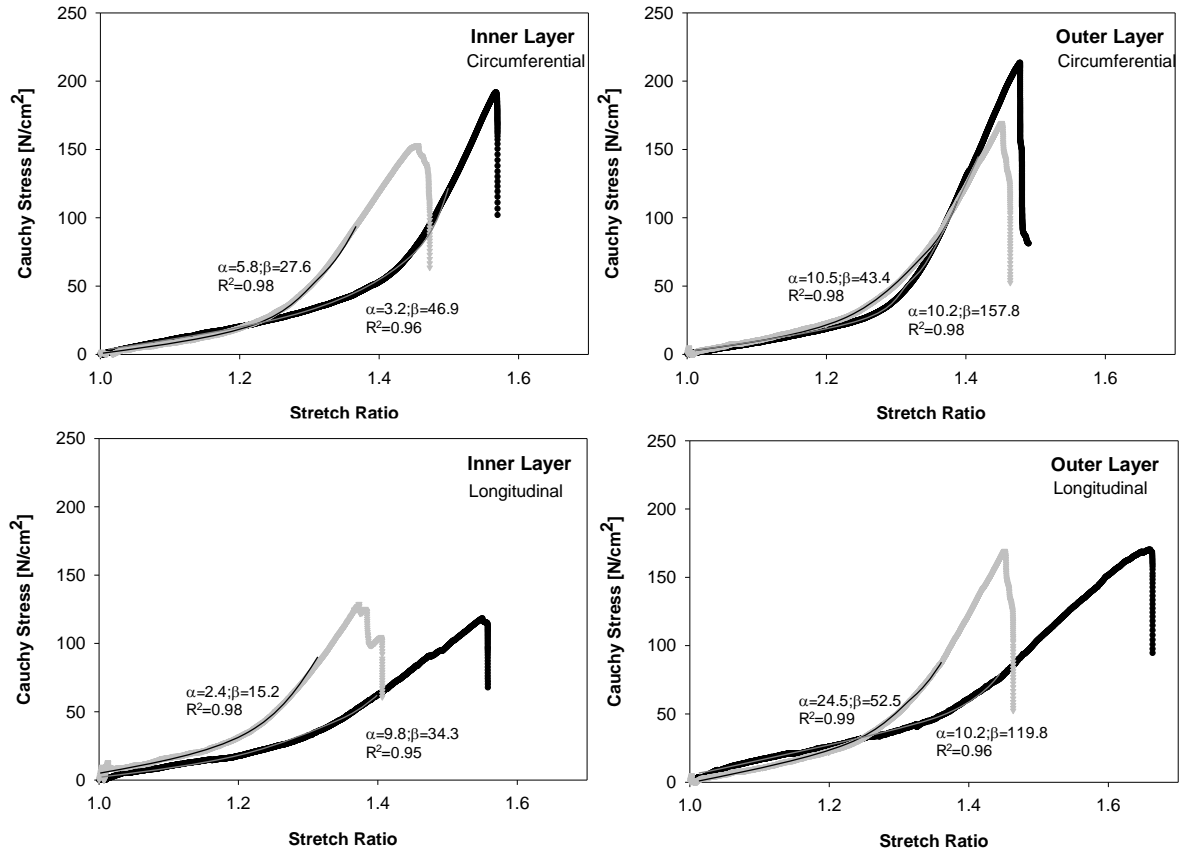 250
200
150
100
50
0
Cauchy Stress [N/cm²]
Inner Layer
Circumferential
α=5.8;β=27.6
R²=0.98
α=3.2;β=46.9
R²=0.96
1.0 1.2 1.4 1.6
Stretch Ratio
250
200
150
100
50
0
Cauchy Stress [N/cm²]
Outer Layer
Circumferential
α=10.5;β=43.4
R²=0.98
α=10.2;β=157.8
R²=0.98
1.0 1.2 1.4 1.6
Stretch Ratio
250
200
150
100
50
0
Cauchy Stress [N/cm²]
Inner Layer
Longitudinal
α=2.4;β=15.2
R²=0.98
α=9.8;β=34.3
R²=0.95
1.0 1.2 1.4 1.6
Stretch Ratio
250
200
150
100
50
0
Cauchy Stress [N/cm²]
Outer Layer
Longitudinal
α=24.5;β=52.5
R²=0.99
α=10.2;β=119.8
R²=0.96
1.0 1.2 1.4 1.6
Stretch Ratio